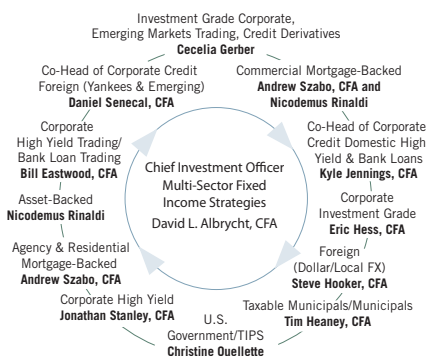 Investment Grade Corporate,
Emerging Markets Trading, Credit Derivatives
Cecelia Gerber
Commercial Mortgage-Backed
Andrew Szabo, CFA and
Nicodemus Rinaldi
Co-Head of Corporate
Credit Domestic High
Yield & Bank Loans
Kyle Jennings, CFA
Corporate
Investment Grade
Eric Hess, CFA
Foreign
(Dollar/Local FX)
Steve Hooker, CFA
Taxable Municipals/Municipals
Tim Heaney, CFA
U.S.
Government/TIPS
Christine Ouellette
Corporate High Yield
Jonathan Stanley, CFA
Agency & Residential
Mortgage-Backed
Andrew Szabo, CFA
Asset-Backed
Nicodemus Rinaldi
Corporate
High Yield Trading/
Bank Loan Trading
Bill Eastwood, CFA
Co-Head of Corporate Credit
Foreign (Yankees & Emerging)
Daniel Senecal, CFA
Chief Investment Officer
Multi-Sector Fixed
Income Strategies
David L. Albrycht, CFA